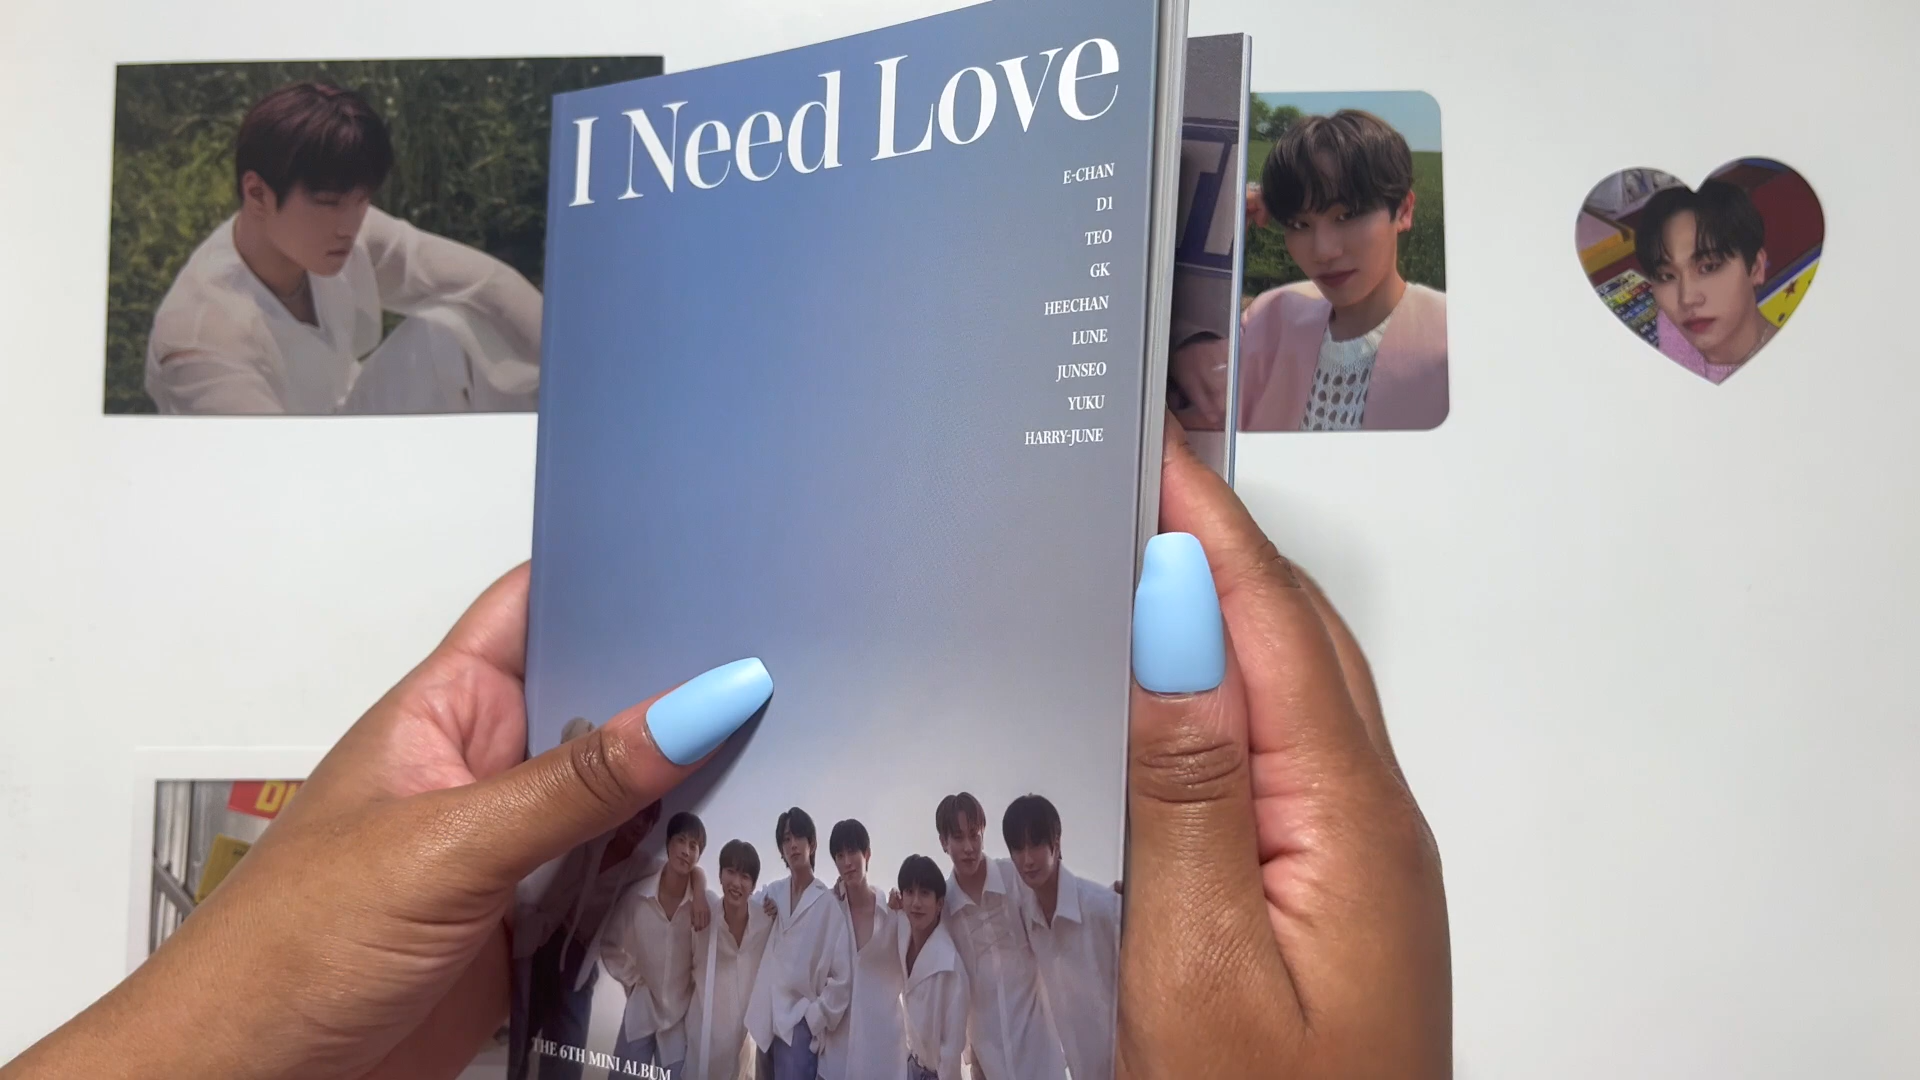 I Need Love
E-CHAN
D1
TEO
GK
HEECHAN
LUNE
JUNSEO
YUKU
HARRY-JUNE
THE 6TH MINI ALBUM